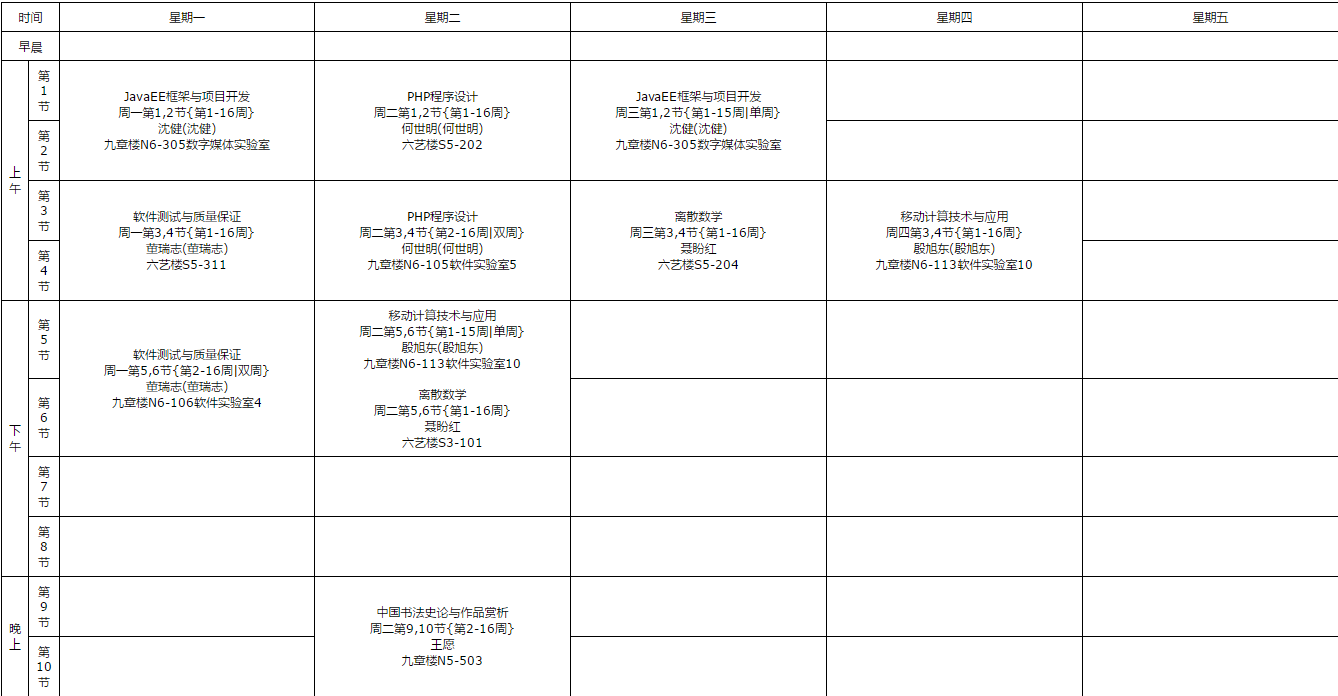 时间 星期一 星期二 星期三 星期四 星期五
早晨
上午
第1节
JavaEE框架与项目开发
周一第1,2节{第1-16周}
沈健(沈健)
九章楼N6-305数字媒体实验室
PHP程序设计
周二第1,2节{第1-16周}
何世明(何世明)
六艺楼S5-202
JavaEE框架与项目开发
周三第1,2节{第1-15周|单周}
沈健(沈健)
九章楼N6-305数字媒体实验室
第2节
第3节
软件测试与质量保证
周一第3,4节{第1-16周}
茁瑞志(茁瑞志)
六艺楼S5-311
PHP程序设计
周二第3,4节{第2-16周|双周}
何世明(何世明)
九章楼N6-105软件实验室5
离散数学
周三第3,4节{第1-16周}
聂盼红
六艺楼S5-204
移动计算技术与应用
周四第3,4节{第1-16周}
殷旭东(殷旭东)
九章楼N6-113软件实验室10
第4节
下午
第5节
软件测试与质量保证
周一第5,6节{第2-16周|双周}
茁瑞志(茁瑞志)
九章楼N6-106软件实验室4
移动计算技术与应用
周二第5,6节{第1-15周|单周}
殷旭东(殷旭东)
九章楼N6-113软件实验室10
离散数学
周二第5,6节{第1-16周}
聂盼红
六艺楼S3-101
第6节
第7节
第8节
晚上
第9节
中国书法史论与作品赏析
周二第9,10节{第2-16周}
王愿
九章楼N5-503
第10节